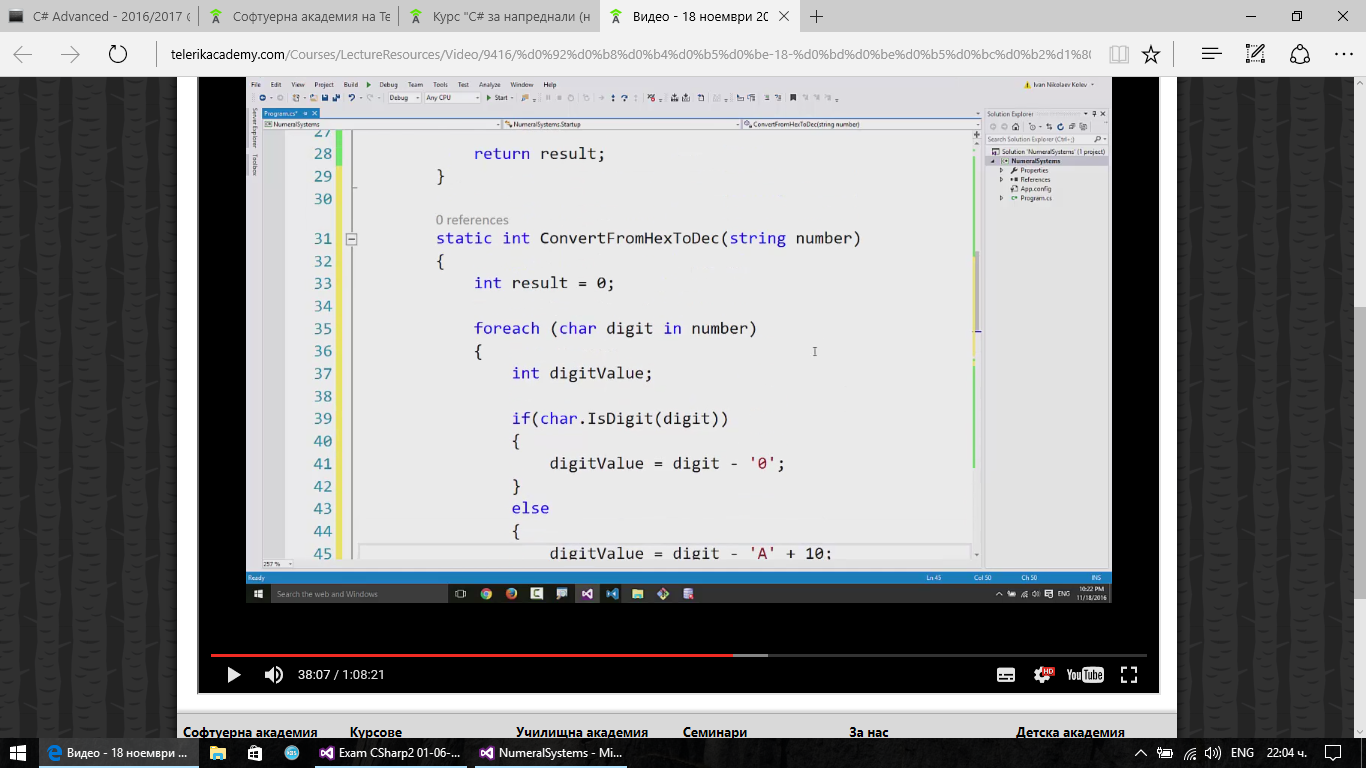 C# Advanced - 2016/2017
Софтуерна академия на Те
Курс "C# за напреднали (н
Видео - 18 ноември 20
telerikacademy.com/Courses/LectureResources/Video/9416/%d0%92%d0%b8%d0%b4%d0%b5%d0%be-18-%d0%bd%d0%be%d0%b5%d0%bc%d0%b2%d1%80
File Edit View Project Build Debug Team Tools Test Analyze Window Help
Ivan Nikolaev Kolev
Debug Any CPU Start
Program.cs*
Solution Explorer
NumeralSystems NumeralSystems.Startup ConvertFromHexToDec(string number)
Server Explorer
Toolbox
Search Solution Explorer (Ctrl+;)
Solution 'NumeralSystems' (1 project)
NumeralSystems
Properties
References
App.config
Program.cs
27
28 return result;
29 }
30
0 references
31 static int ConvertFromHexToDec(string number)
32 {
33 int result = 0;
34
35 foreach (char digit in number)
36 {
37 int digitValue;
38
39 if(char.IsDigit(digit))
40 {
41 digitValue = digit - '0';
42 }
43 else
44 {
45 digitValue = digit - 'A' + 10;
257 %
Ready Ln 45 Col 50 Ch 50 INS
Search the web and Windows
ENG 10:22 PM
11/18/2016
38:07 / 1:08:21
HD
YouTube
Софтуерна академия Курсове Училищна академия Семинари За нас Детска академия
Видео - 18 ноември ...
Exam CSharp2 01-06-...
NumeralSystems - Mi...
ENG 22:04 ч.